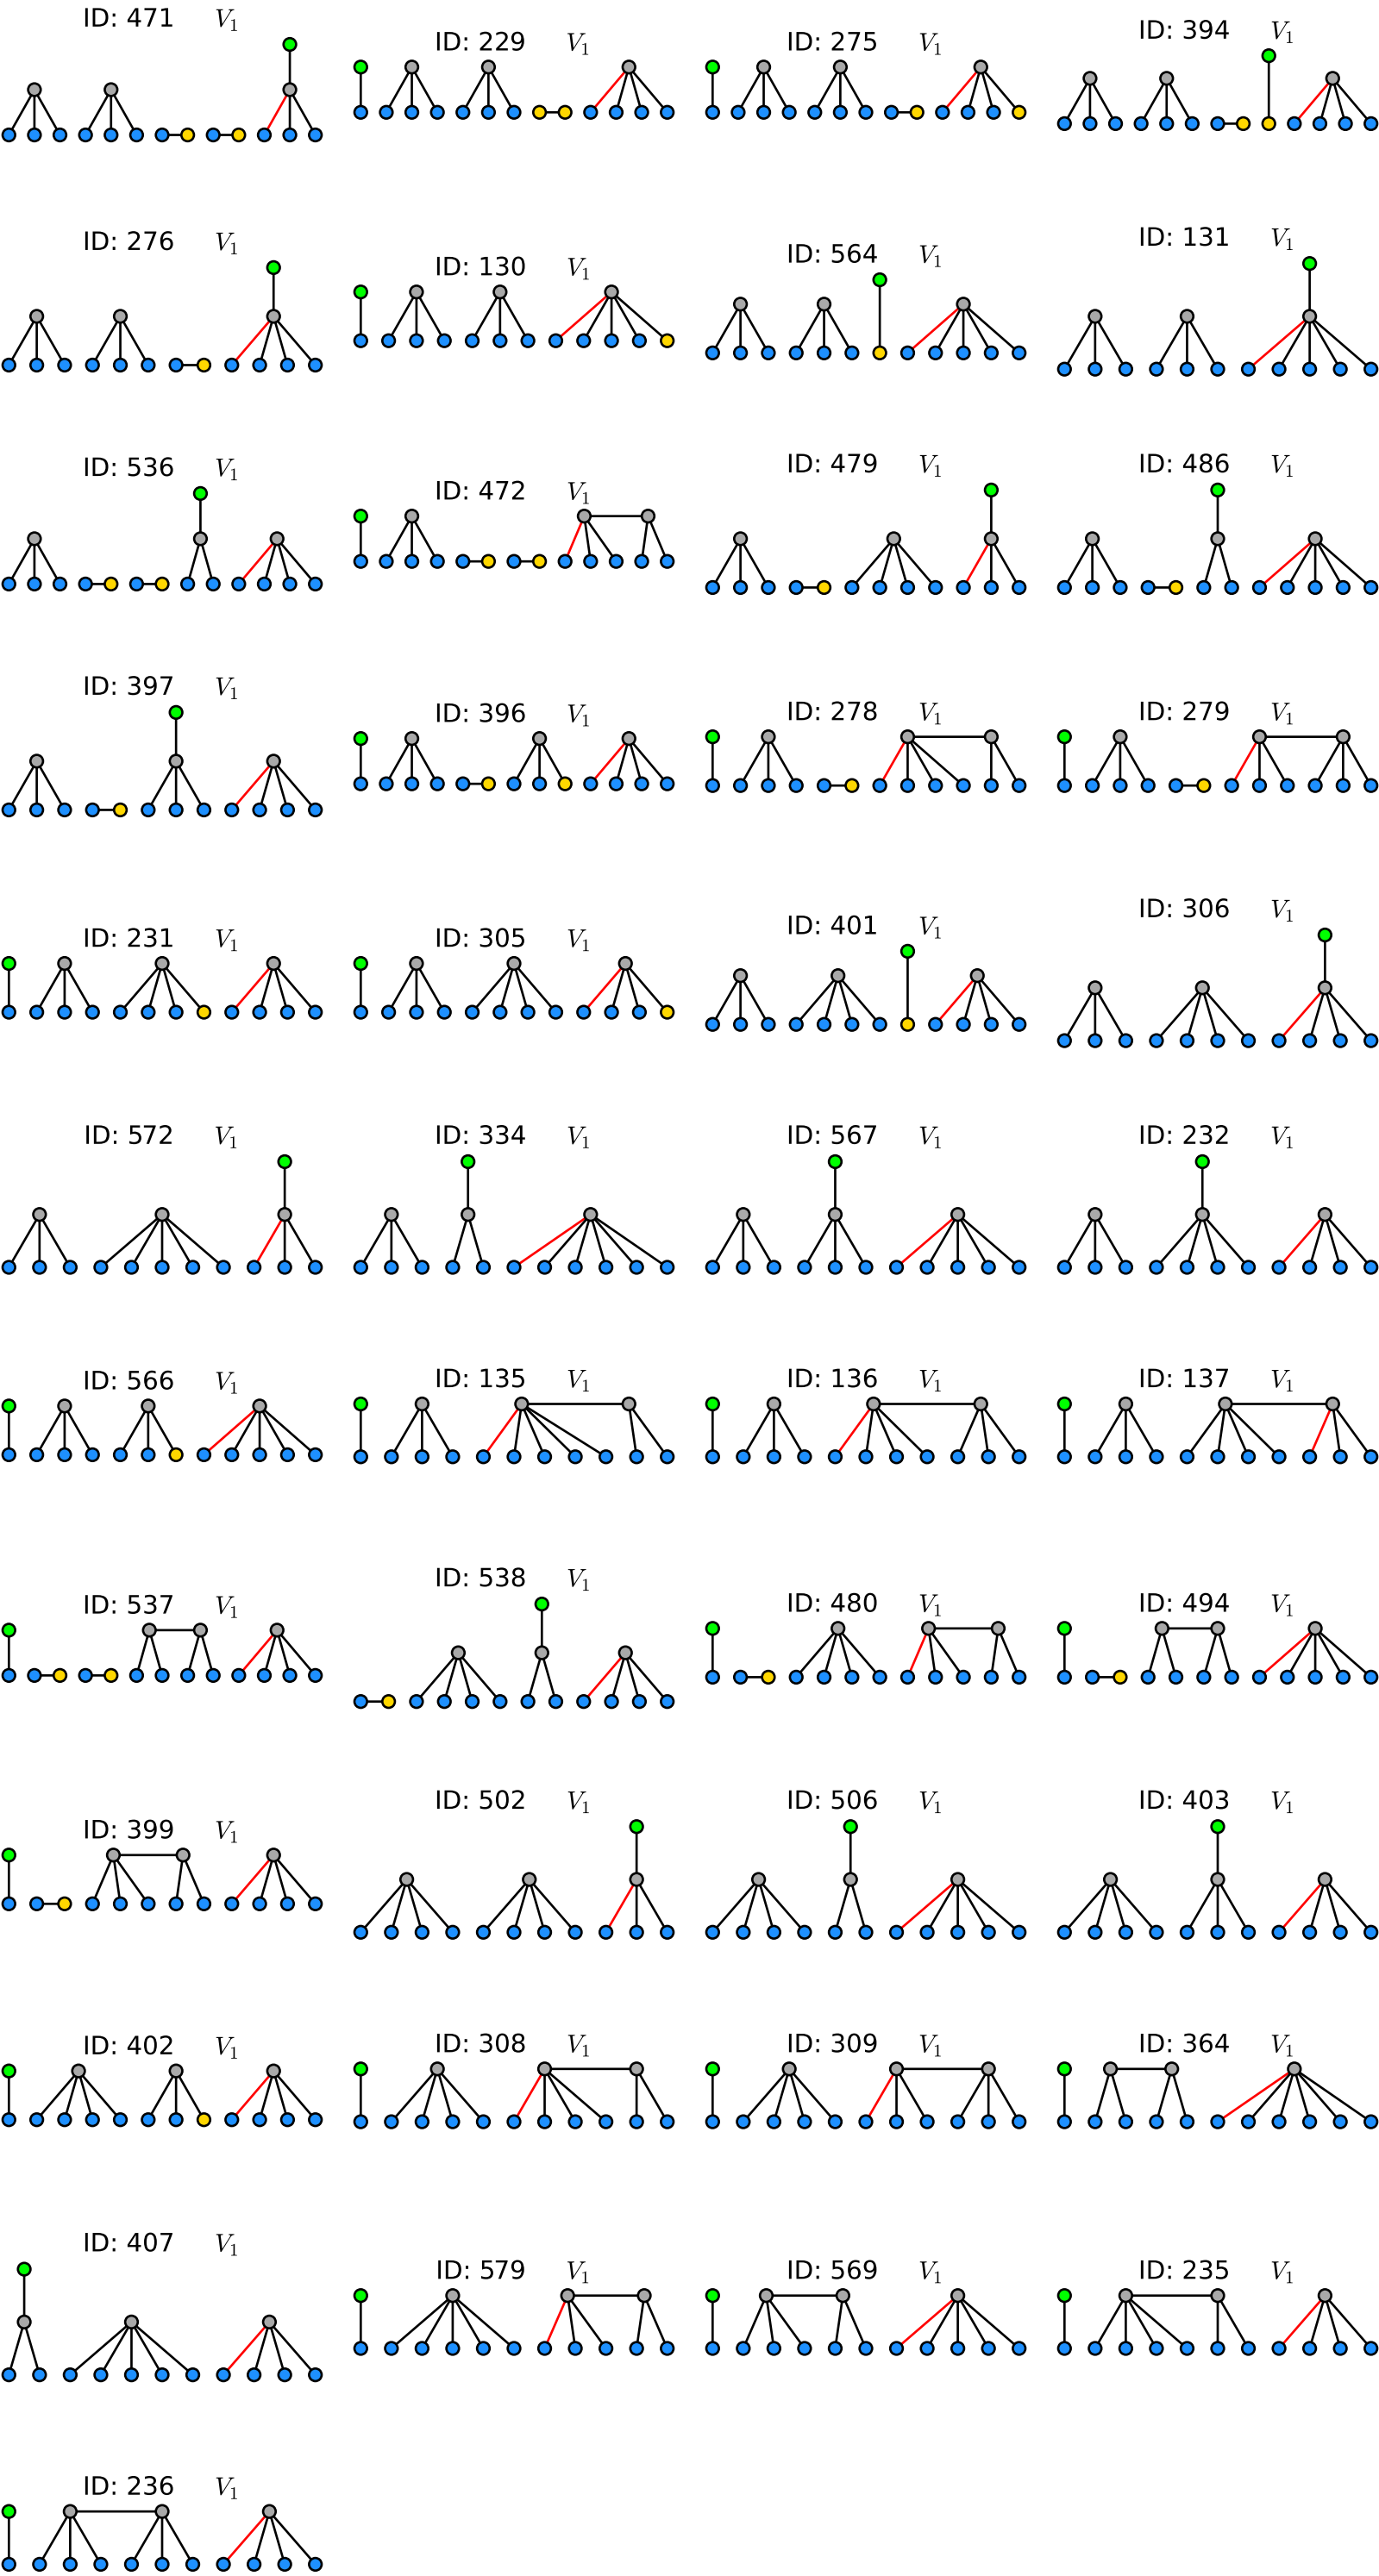 ID: 471 V₁
ID: 229 V₁
ID: 275 V₁
ID: 394 V₁
ID: 276 V₁
ID: 130 V₁
ID: 564 V₁
ID: 131 V₁
ID: 536 V₁
ID: 472 V₁
ID: 479 V₁
ID: 486 V₁
ID: 397 V₁
ID: 396 V₁
ID: 278 V₁
ID: 279 V₁
ID: 231 V₁
ID: 305 V₁
ID: 401 V₁
ID: 306 V₁
ID: 572 V₁
ID: 334 V₁
ID: 567 V₁
ID: 232 V₁
ID: 566 V₁
ID: 135 V₁
ID: 136 V₁
ID: 137 V₁
ID: 537 V₁
ID: 538 V₁
ID: 480 V₁
ID: 494 V₁
ID: 399 V₁
ID: 502 V₁
ID: 506 V₁
ID: 403 V₁
ID: 402 V₁
ID: 308 V₁
ID: 309 V₁
ID: 364 V₁
ID: 407 V₁
ID: 579 V₁
ID: 569 V₁
ID: 235 V₁
ID: 236 V₁